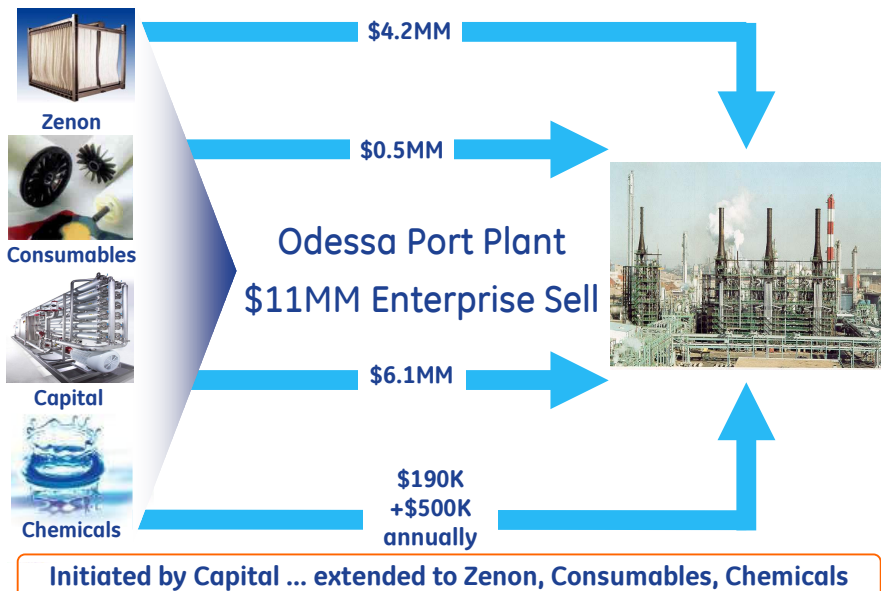 $4.2MM
Zenon
$0.5MM
Consumables
Odessa Port Plant
$11MM Enterprise Sell
$6.1MM
Capital
$190K
+$500K
annually
Chemicals
Initiated by Capital ... extended to Zenon, Consumables, Chemicals